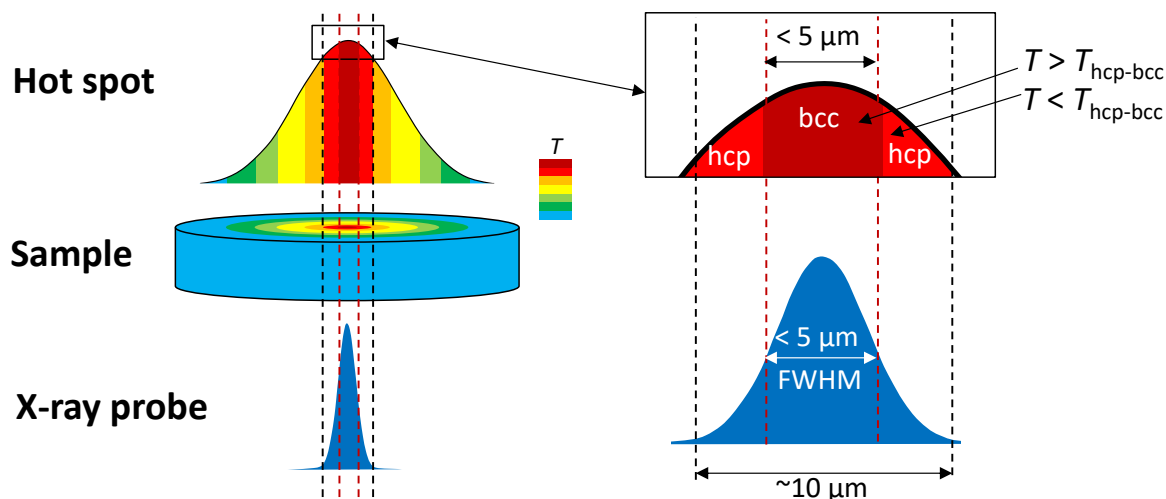 Hot spot
T
Sample
X-ray probe
< 5 μm
T > Thcp-bcc
T < Thcp-bcc
bcc
hcp
hcp
< 5 μm
FWHM
~10 μm